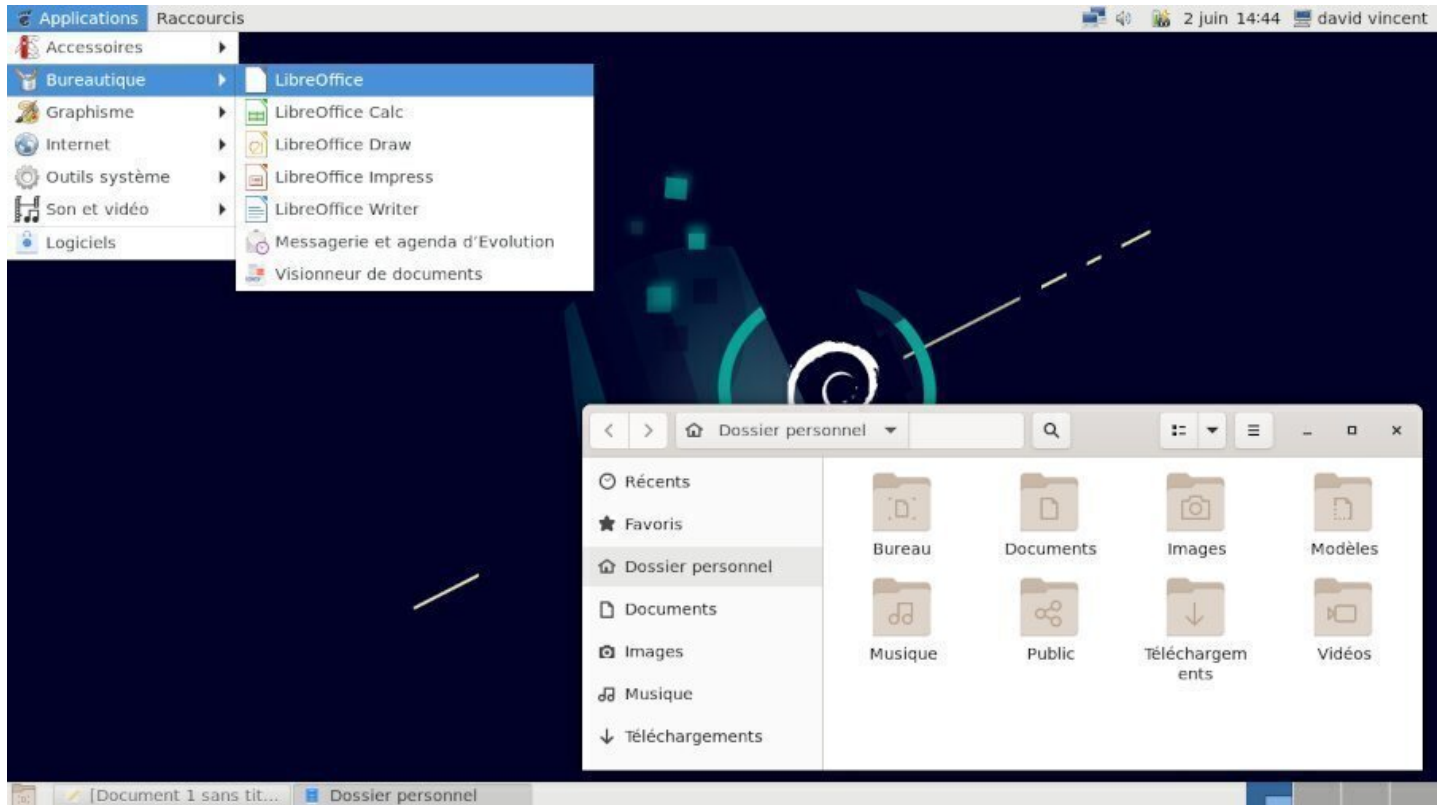 Applications Raccourcis 2 juin 14:44 david vincent
Accessoires
Bureautique
Graphisme
Internet
Outils système
Son et vidéo
Logiciels
LibreOffice
LibreOffice Calc
LibreOffice Draw
LibreOffice Impress
LibreOffice Writer
Messagerie et agenda d’Evolution
Visionneur de documents
Dossier personnel
Récents
Favoris
Dossier personnel
Documents
Images
Musique
Téléchargements
Bureau Documents Images Modèles
Musique Public Téléchargem
ents
Vidéos
[Document 1 sans tit... Dossier personnel